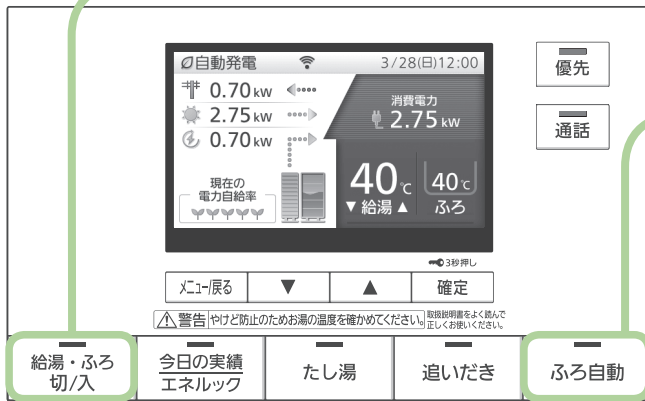 自動発電 3/28(日)12:00
0.70kw
2.75kw
0.70kw
消費電力
2.75kw
現在の
電力自給率
40℃
▼給湯▲
40℃
ふろ
優先
通話
3秒押し
メニュー/戻る ▼ ▲ 確定
警告 やけど防止のためお湯の温度を確かめてください。
取扱説明書をよく読んで
正しくお使いください。
給湯・ふろ
切/入
今日の実績
エネルック
たし湯
追いだき
ふろ自動